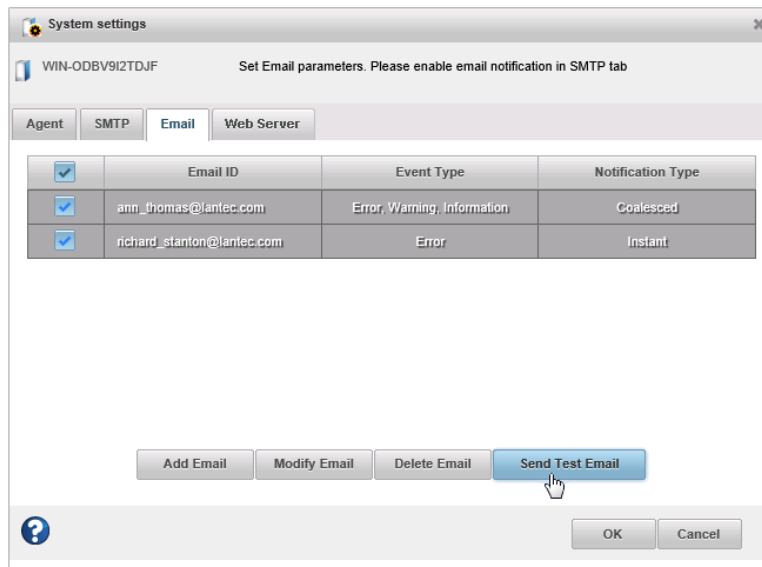 System settings
WIN-ODBV9I2TDJF Set Email parameters. Please enable email notification in SMTP tab
Agent SMTP Email Web Server
Email ID Event Type Notification Type
ann_thomas@lantec.com Error, Warning, Information Coalesced
richard_stanton@lantec.com Error Instant
Add Email Modify Email Delete Email Send Test Email
OK Cancel